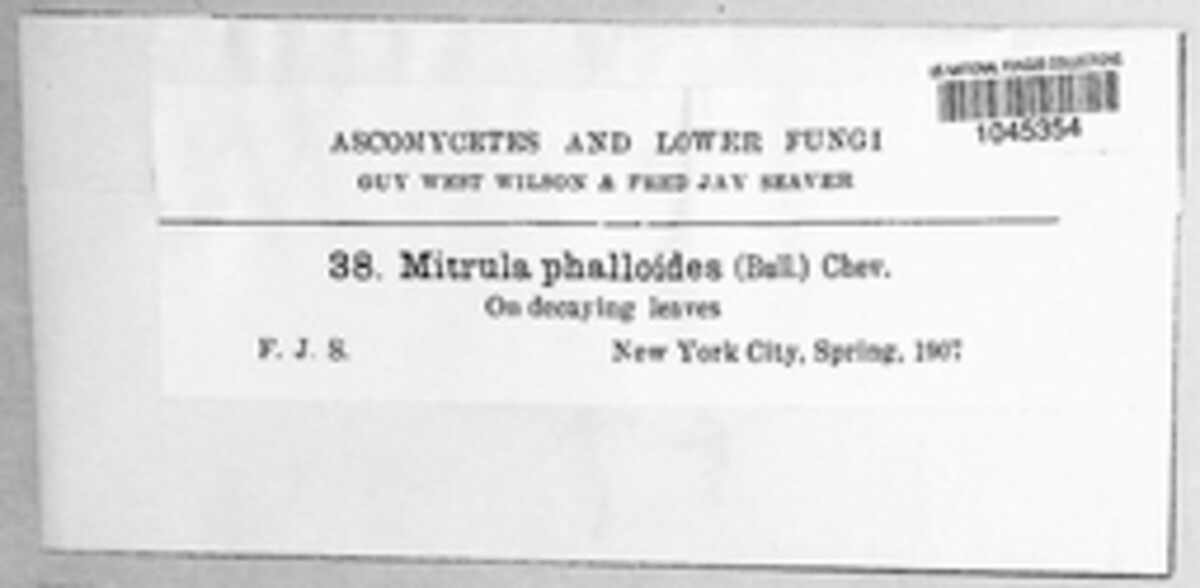 US NATIONAL FUNGUS COLLECTIONS
1045354
ASCOMYCETES AND LOWER FUNGI
GUY WEST WILSON & FRED JAY SEAVER
38. Mitrula phalloides (Bull.) Chev.
On decaying leaves
F. J. S. New York City, Spring, 1907